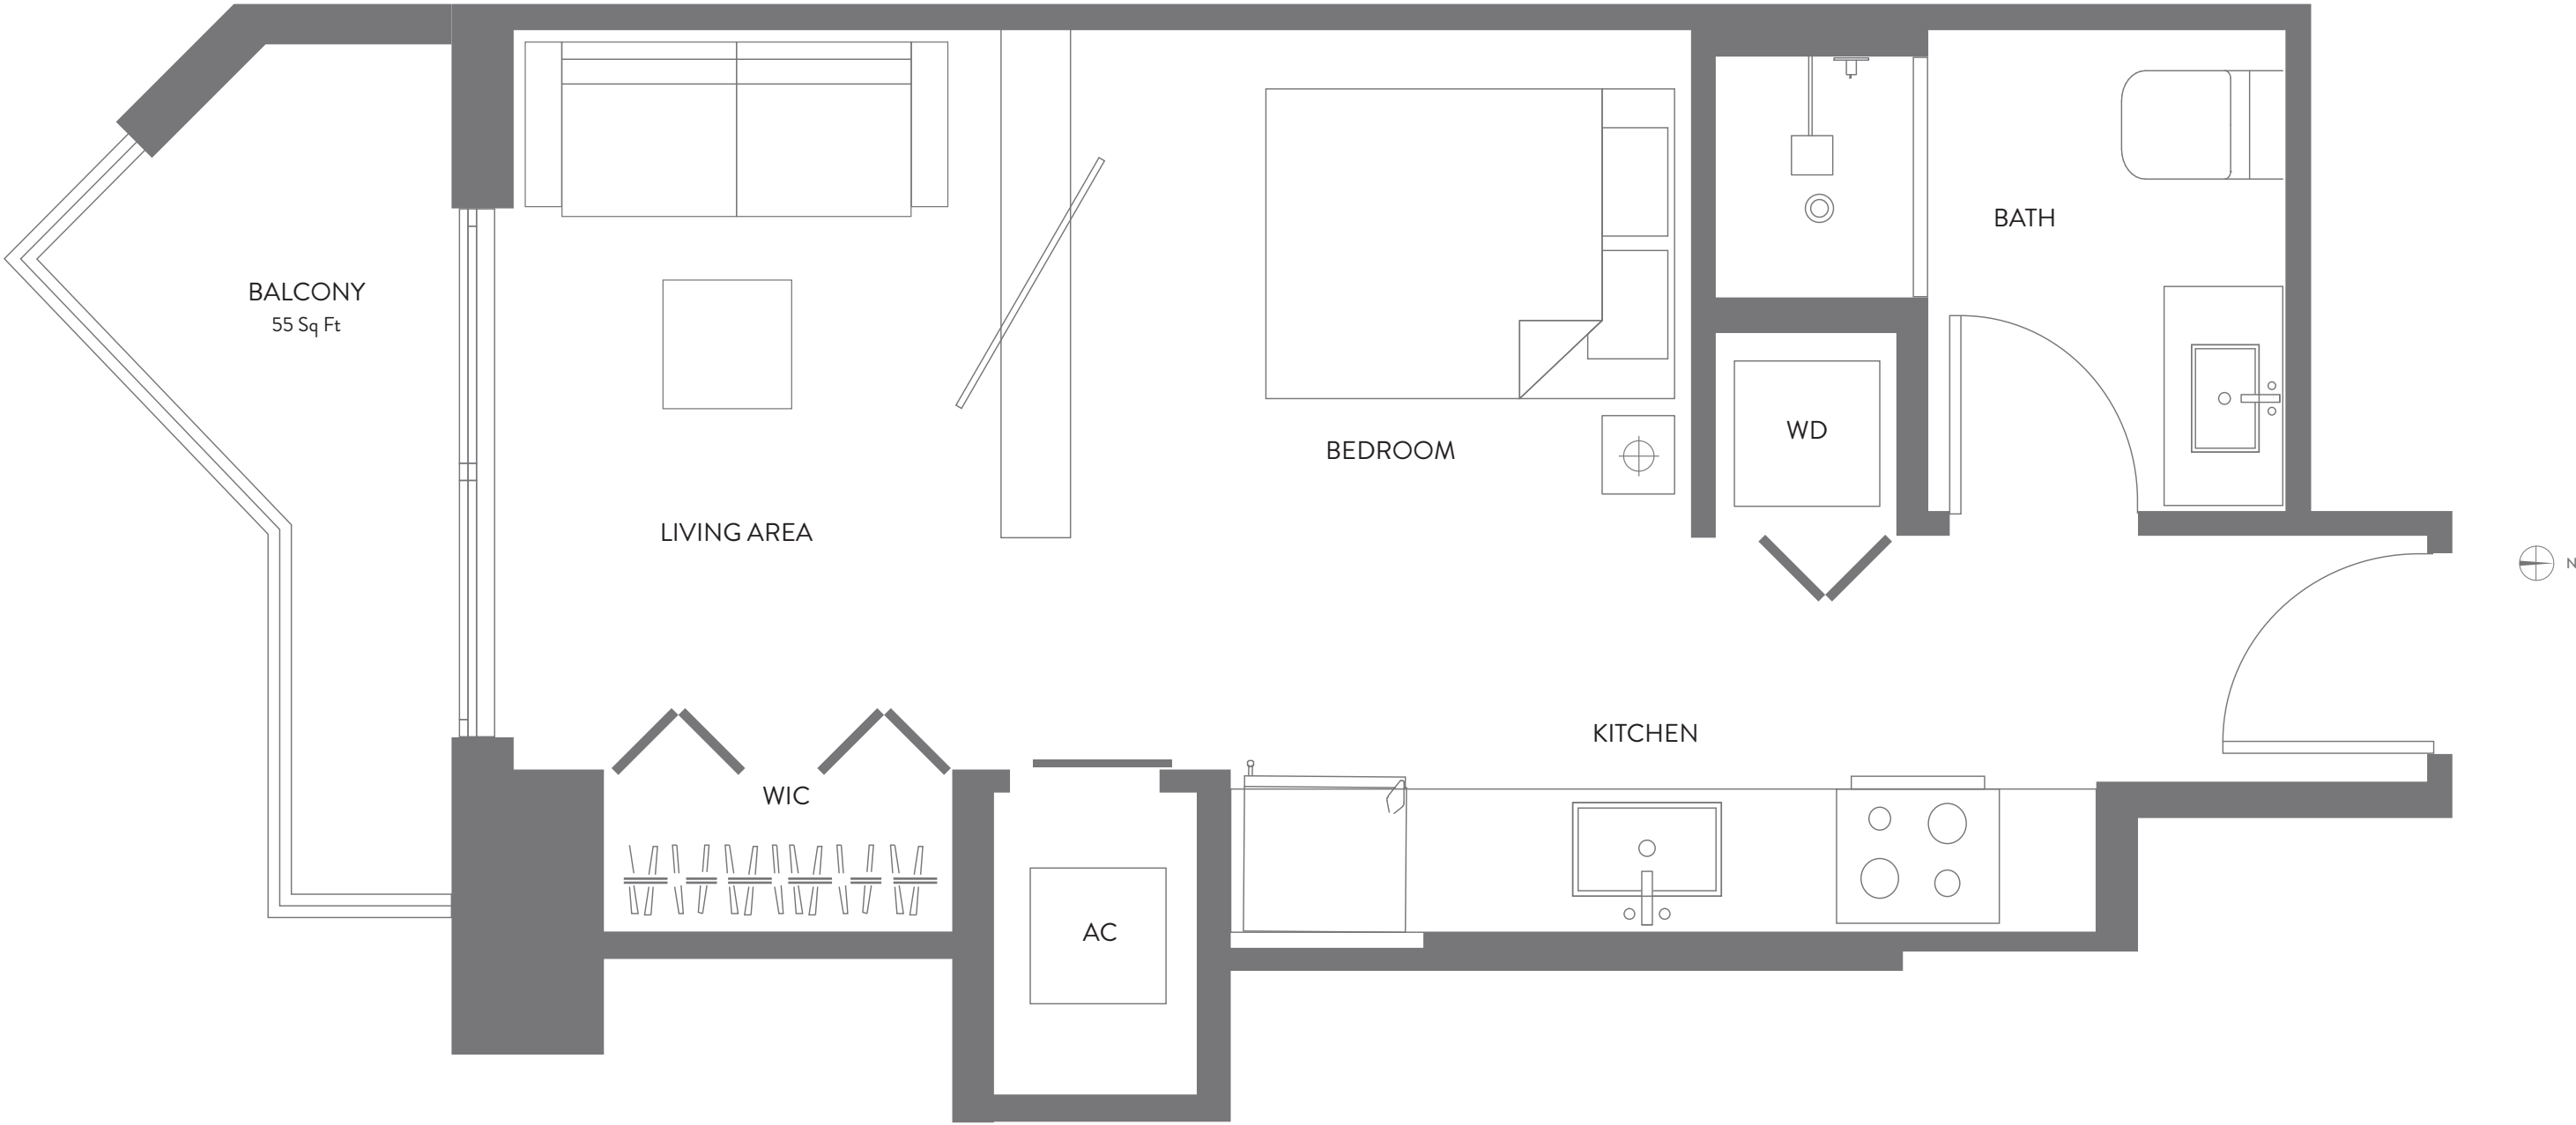 BALCONY
55 Sq Ft
LIVING AREA
BEDROOM
BATH
WD
N
KITCHEN
WIC
AC